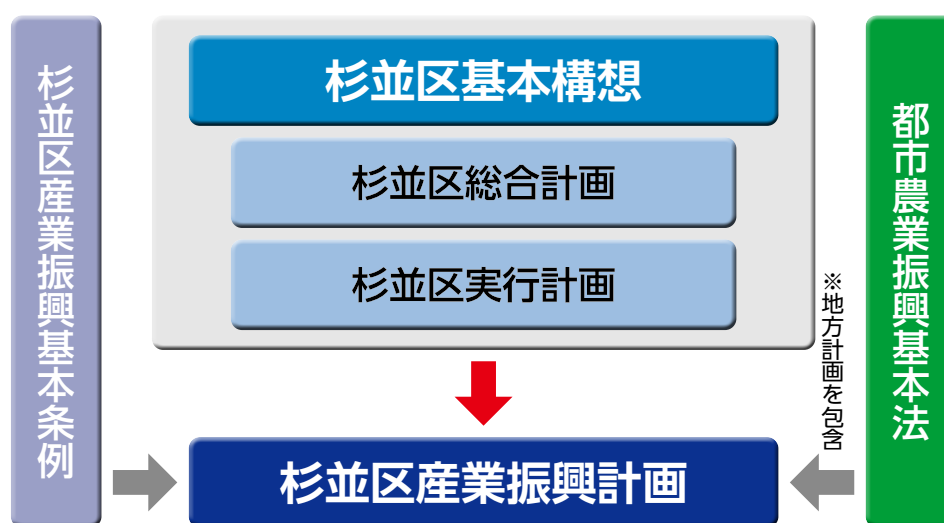 杉並区産業振興基本条例
杉並区基本構想
杉並区総合計画
杉並区実行計画
杉並区産業振興計画
※地方計画を包含
都市農業振興基本法